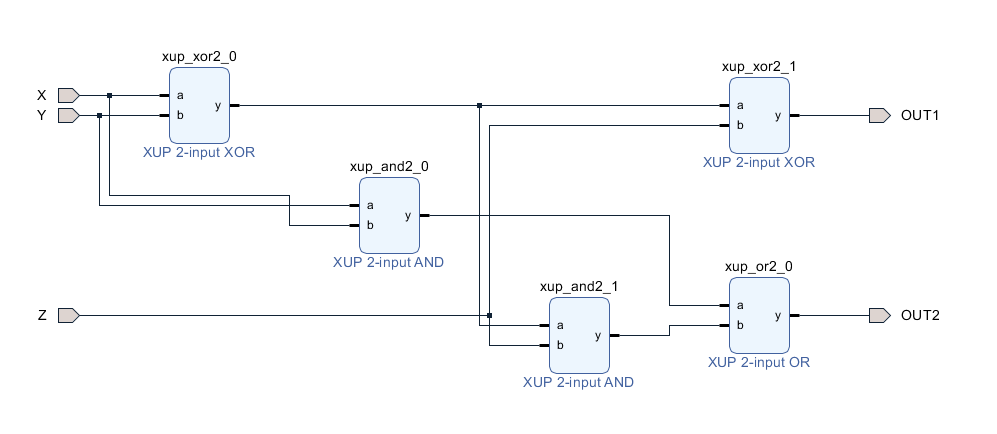 xup_xor2_0
X
a
y
Y
b
XUP 2-input XOR
xup_xor2_1
a
y
OUT1
b
XUP 2-input XOR
xup_and2_0
a
y
b
XUP 2-input AND
Z
xup_and2_1
a
y
b
XUP 2-input AND
xup_or2_0
a
y
OUT2
b
XUP 2-input OR